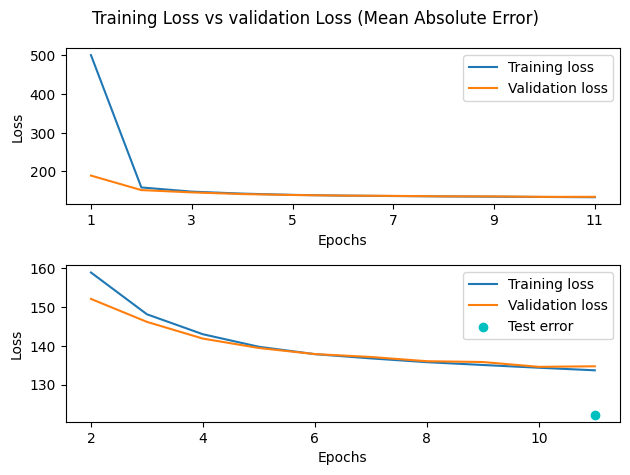 Training Loss vs validation Loss (Mean Absolute Error)
500
400
300
200
Loss
Training loss
Validation loss
1 3 5 7 9 11
Epochs
160
150
140
130
Loss
Training loss
Validation loss
Test error
2 4 6 8 10
Epochs